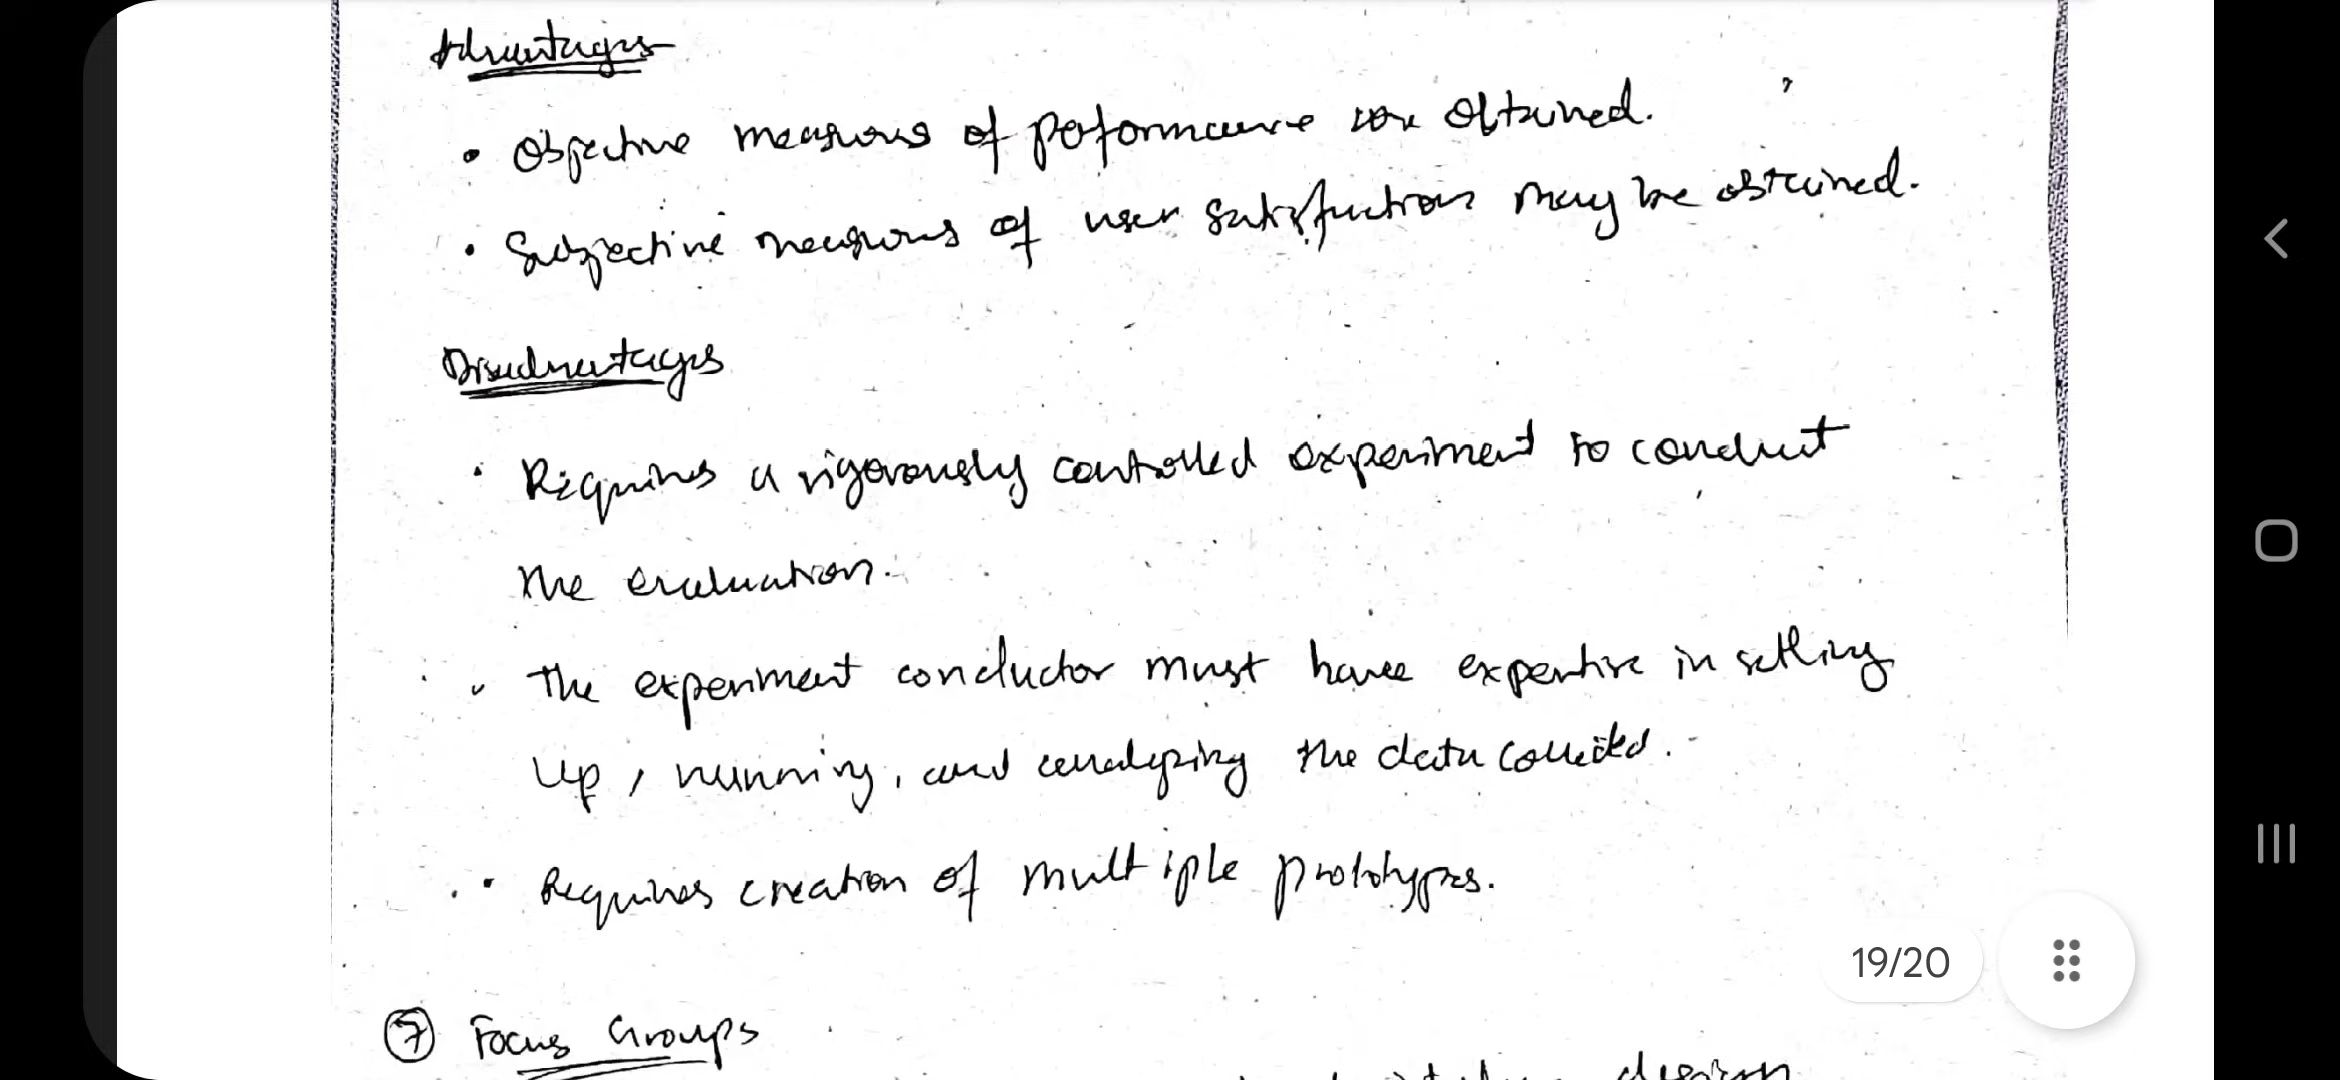 Advantages
• Objective measures of peformance are obtained.
• Subjective measures of user satisfaction may be obtained.
Disadvantages
• Requires a rigorously controlled experiment to conduct
the evaluation.
• The experiment conductor must have expertise in setting
up, running, and analyzing the data collected.
• Requires creation of multiple prototypes.
19/20
⑦ Focus Groups
design